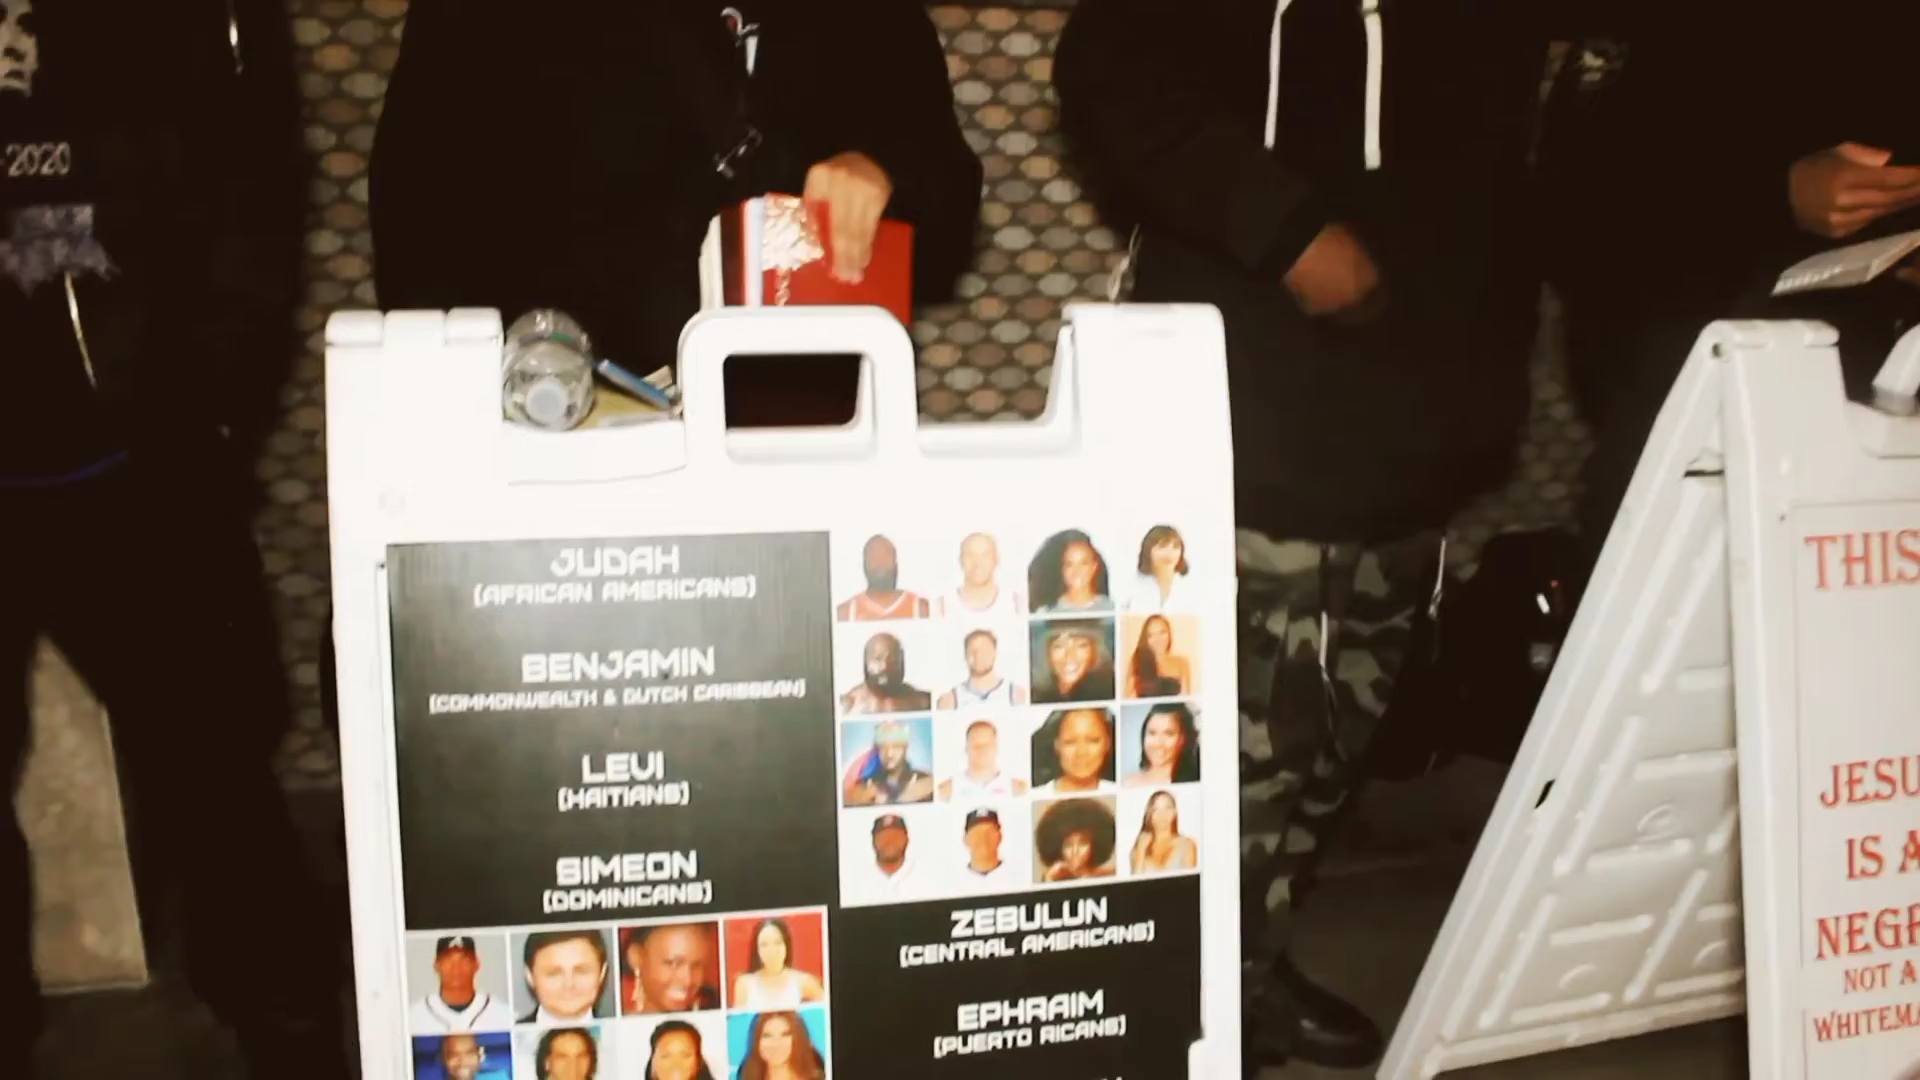 -2020
JUDAH
(AFRICAN AMERICANS)
BENJAMIN
(COMMONWEALTH & DUTCH CARIBBEAN)
LEVI
(HAITIANS)
SIMEON
(DOMINICANS)
ZEBULUN
(CENTRAL AMERICANS)
EPHRAIM
(PUERTO RICANS)
THIS
JESU
IS A
NEGR
NOT A
WHITEMA